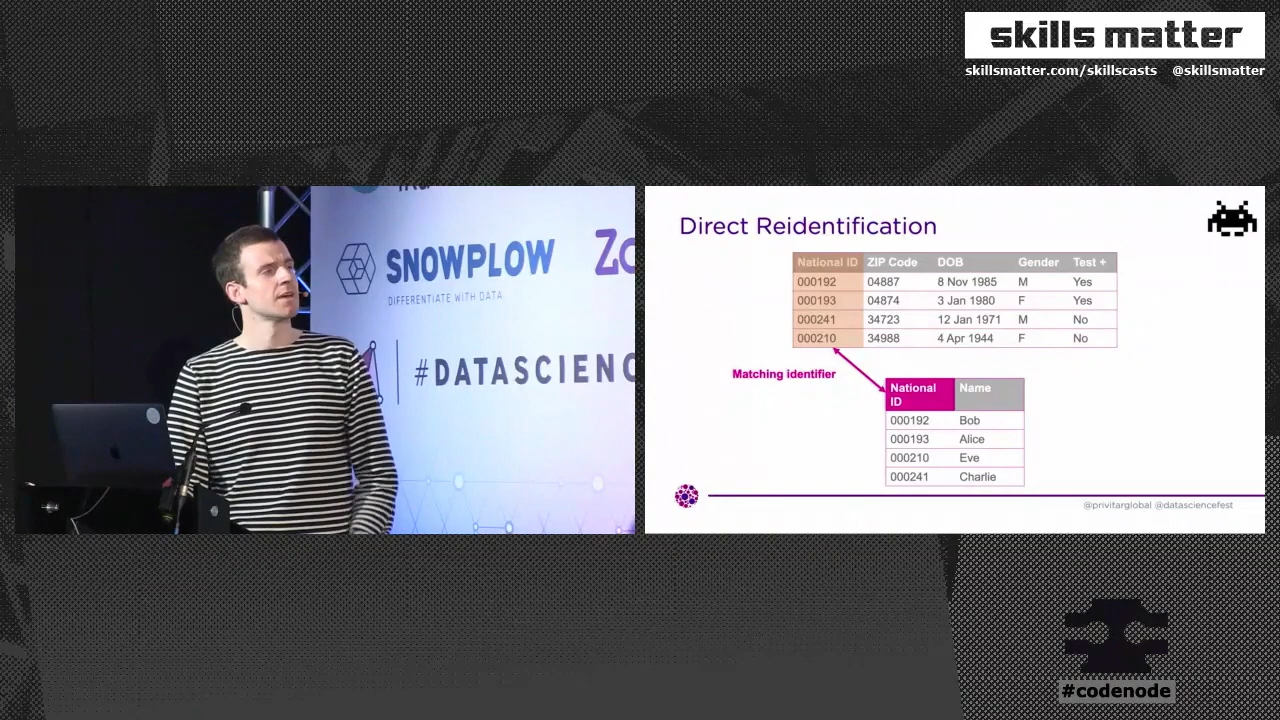 skills matter
skillsmatter.com/skillscasts @skillsmatter
SNOWPLOW
DIFFERENTIATE WITH DATA
Zo
#DATASCIENC
Direct Reidentification
National ID ZIP Code DOB Gender Test +
000192 04887 8 Nov 1985 M Yes
000193 04874 3 Jan 1980 F Yes
000241 34723 12 Jan 1971 M No
000210 34988 4 Apr 1944 F No
Matching identifier
National ID Name
000192 Bob
000193 Alice
000210 Eve
000241 Charlie
@privitarglobal @datasciencefest
#codenode